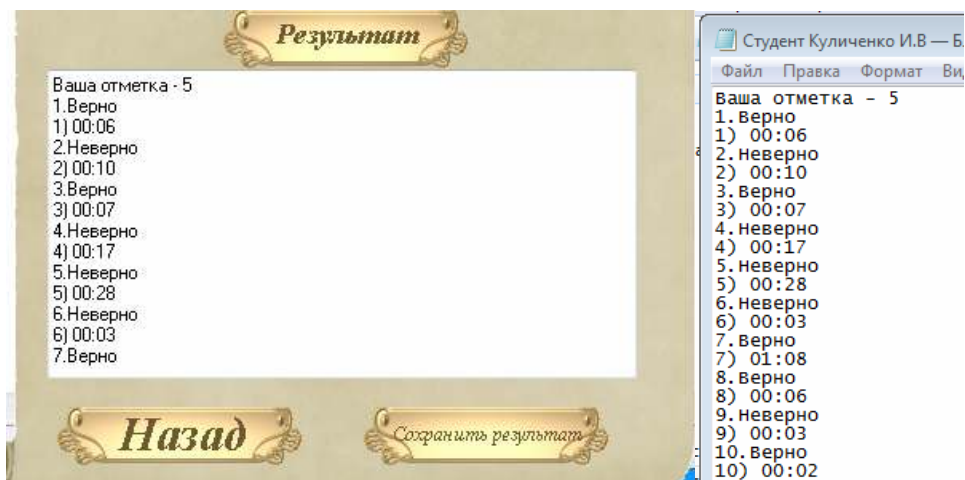 Результат
Ваша отметка - 5
1.Верно
1) 00:06
2.Неверно
2) 00:10
3.Верно
3) 00:07
4.Неверно
4) 00:17
5.Неверно
5) 00:28
6.Неверно
6) 00:03
7.Верно
Назад
Сохранить результат
Студент Куличенко И.В — Б
Файл Правка Формат Ви
Ваша отметка - 5
1.Верно
1) 00:06
2.Неверно
2) 00:10
3.Верно
3) 00:07
4.Неверно
4) 00:17
5.Неверно
5) 00:28
6.Неверно
6) 00:03
7.Верно
7) 01:08
8.Верно
8) 00:06
9.Неверно
9) 00:03
10.Верно
10) 00:02